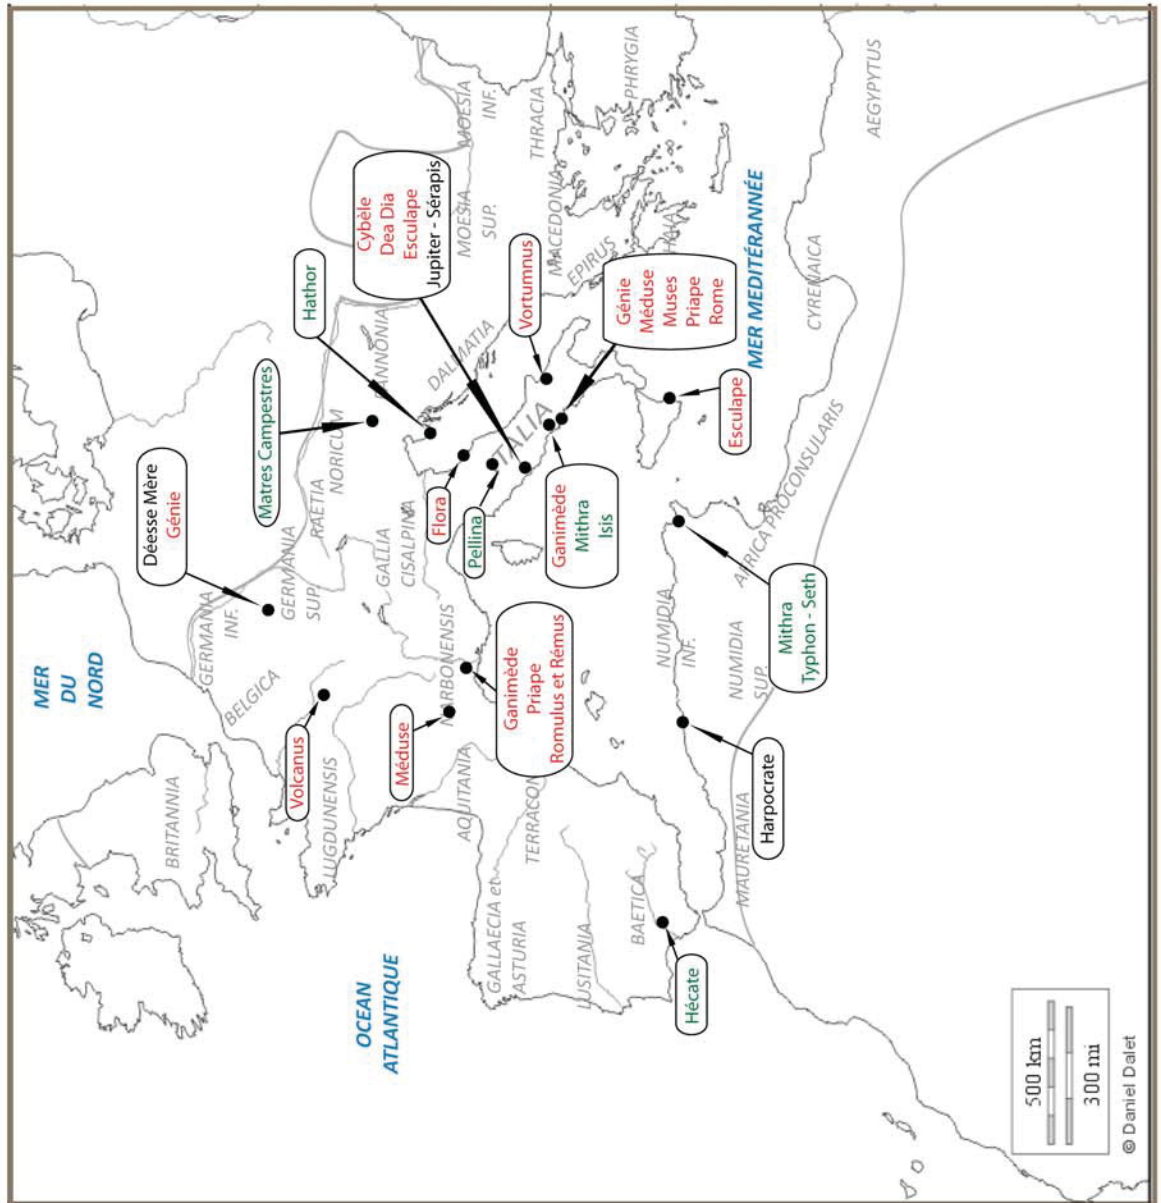 MER
DU
NORD
BRITANNIA
Déesse Mère
Génie
GERMANIA
INF.
BELGICA
Matres Campestres
Hathor
GERMANIA
SUP.
Volcanus
RAETIA
NORICUM
LUGDUNENSIS
OCEAN
ATLANTIQUE
Cybèle
Dea Dia
Esculape
Jupiter - Sérapis
PANNONIA
GALLIA
CISALPINA
Méduse
Flora
DALMATIA
NARBONENSIS
AQUITANIA
MOESIA
SUP.
MOESIA
INF.
Pellina
GALLAECIA et
ASTURIA
Ganimède
Priape
Romulus et Rémus
TERRACON
ITALIA
Vortumnus
THRACIA
MACEDONIA
Ganimède
Mithra
Isis
LUSITANIA
EPIRUS
PHRYGIA
Génie
Méduse
Muses
Priape
Rome
HAIA
BAETICA
NUMIDIA
INF.
Hécate
Esculape
MER MEDITÉRANNÉE
NUMIDIA
SUP.
MAURETANIA
Harpocrate
Mithra
Typhon - Seth
AFRICA PROCONSULARIS
CYRENAICA
AEGYPYTUS
500 km
300 mi
© Daniel Dalet